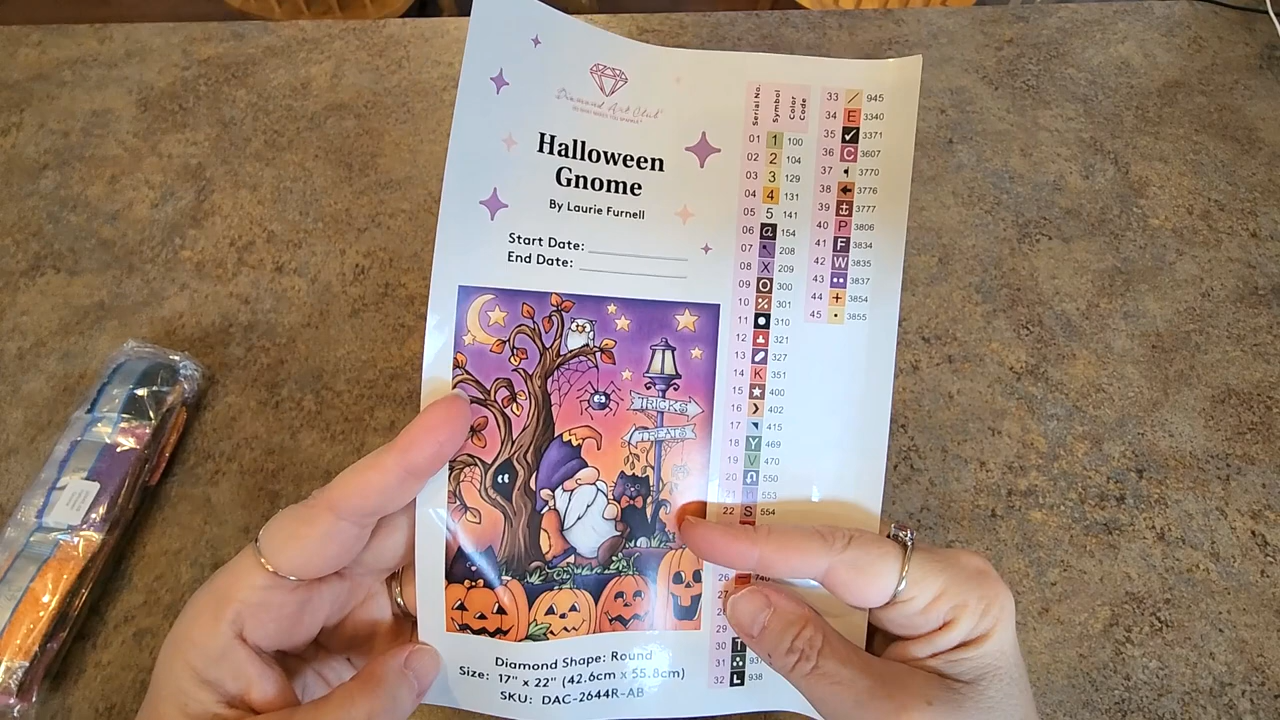 Diamond Art Club
Halloween
Gnome
By Laurie Furnell
Start Date:
End Date:
TRICKS
TREATS
Diamond Shape: Round
Size: 17" x 22" (42.6cm x 55.8cm)
SKU: DAC-2644R-AB
Serial No. Symbol Color Code
01 1 100
02 2 104
03 3 129
04 4 131
05 5 141
06 a 154
07 208
08 X 209
09 O 300
10 301
11 310
12 321
13 327
14 K 351
15 400
16 402
17 415
18 Y 469
19 V 470
20 550
21 n 553
22 S 554
26 740
27
28
29
30 T
31
32 L 938
33 / 945
34 E 3340
35 ✓ 3371
36 C 3607
37 3770
38 3776
39 3777
40 P 3806
41 F 3834
42 W 3835
43 3837
44 + 3854
45 3855